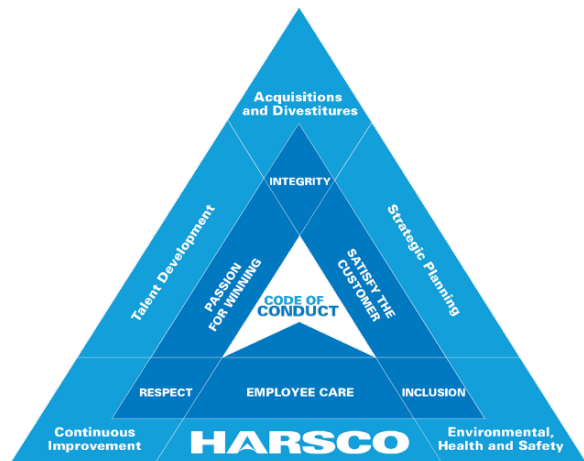 Acquisitions
and Divestitures
INTEGRITY
Talent Development
PASSION
FOR WINNING
SATISFY THE
CUSTOMER
Strategic Planning
CODE OF
CONDUCT
RESPECT
EMPLOYEE CARE
INCLUSION
Continuous
Improvement
HARSCO
Environmental,
Health and Safety